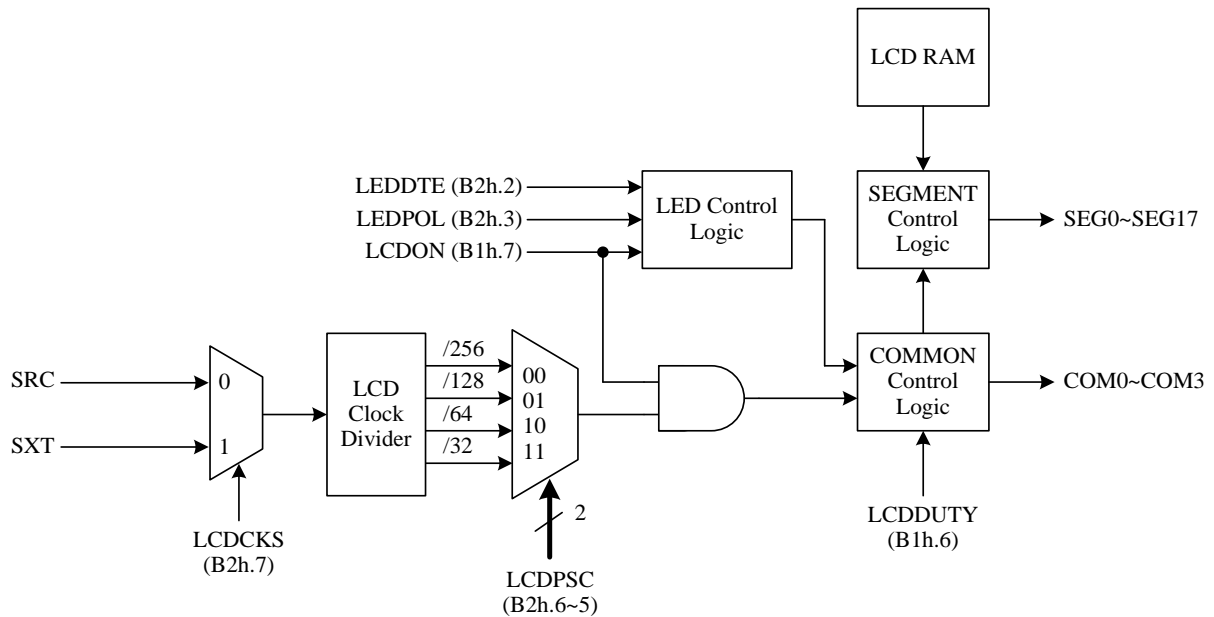 LCD RAM
LEDDTE (B2h.2)
LEDPOL (B2h.3)
LCDON (B1h.7)
LED Control
Logic
SEGMENT
Control
Logic
SEG0~SEG17
SRC
SXT
0
1
LCDCKS
(B2h.7)
LCD
Clock
Divider
/256
/128
/64
/32
00
01
10
11
2
LCDPSC
(B2h.6~5)
COMMON
Control
Logic
COM0~COM3
LCDDUTY
(B1h.6)